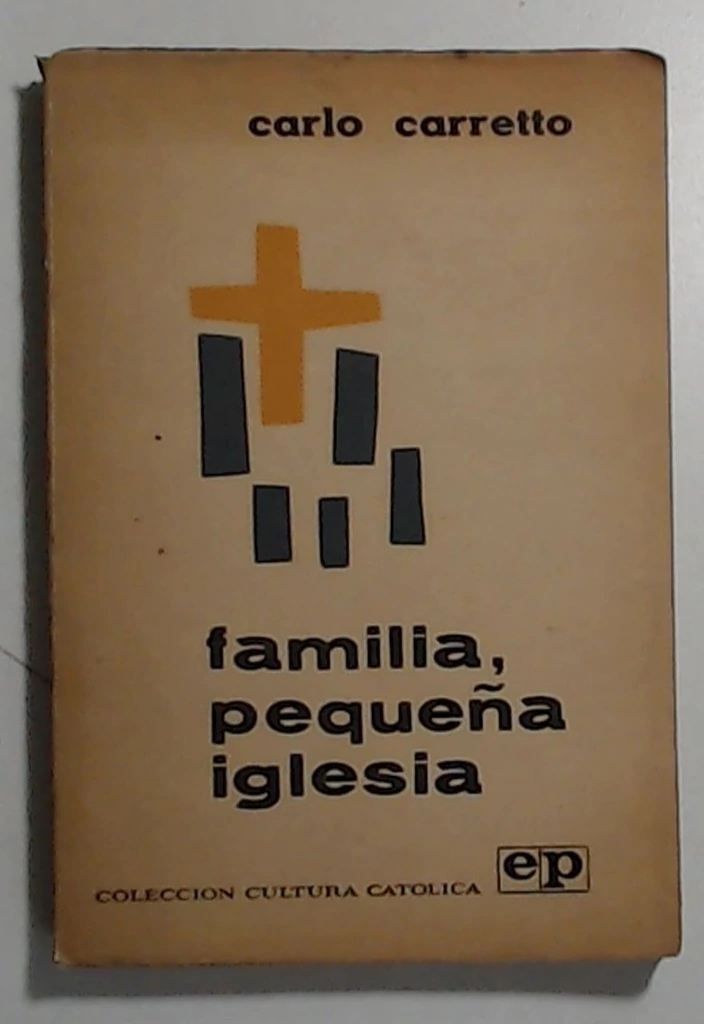 carlo carretto
familia,
pequeña
iglesia
ep
COLECCION CULTURA CATOLICA